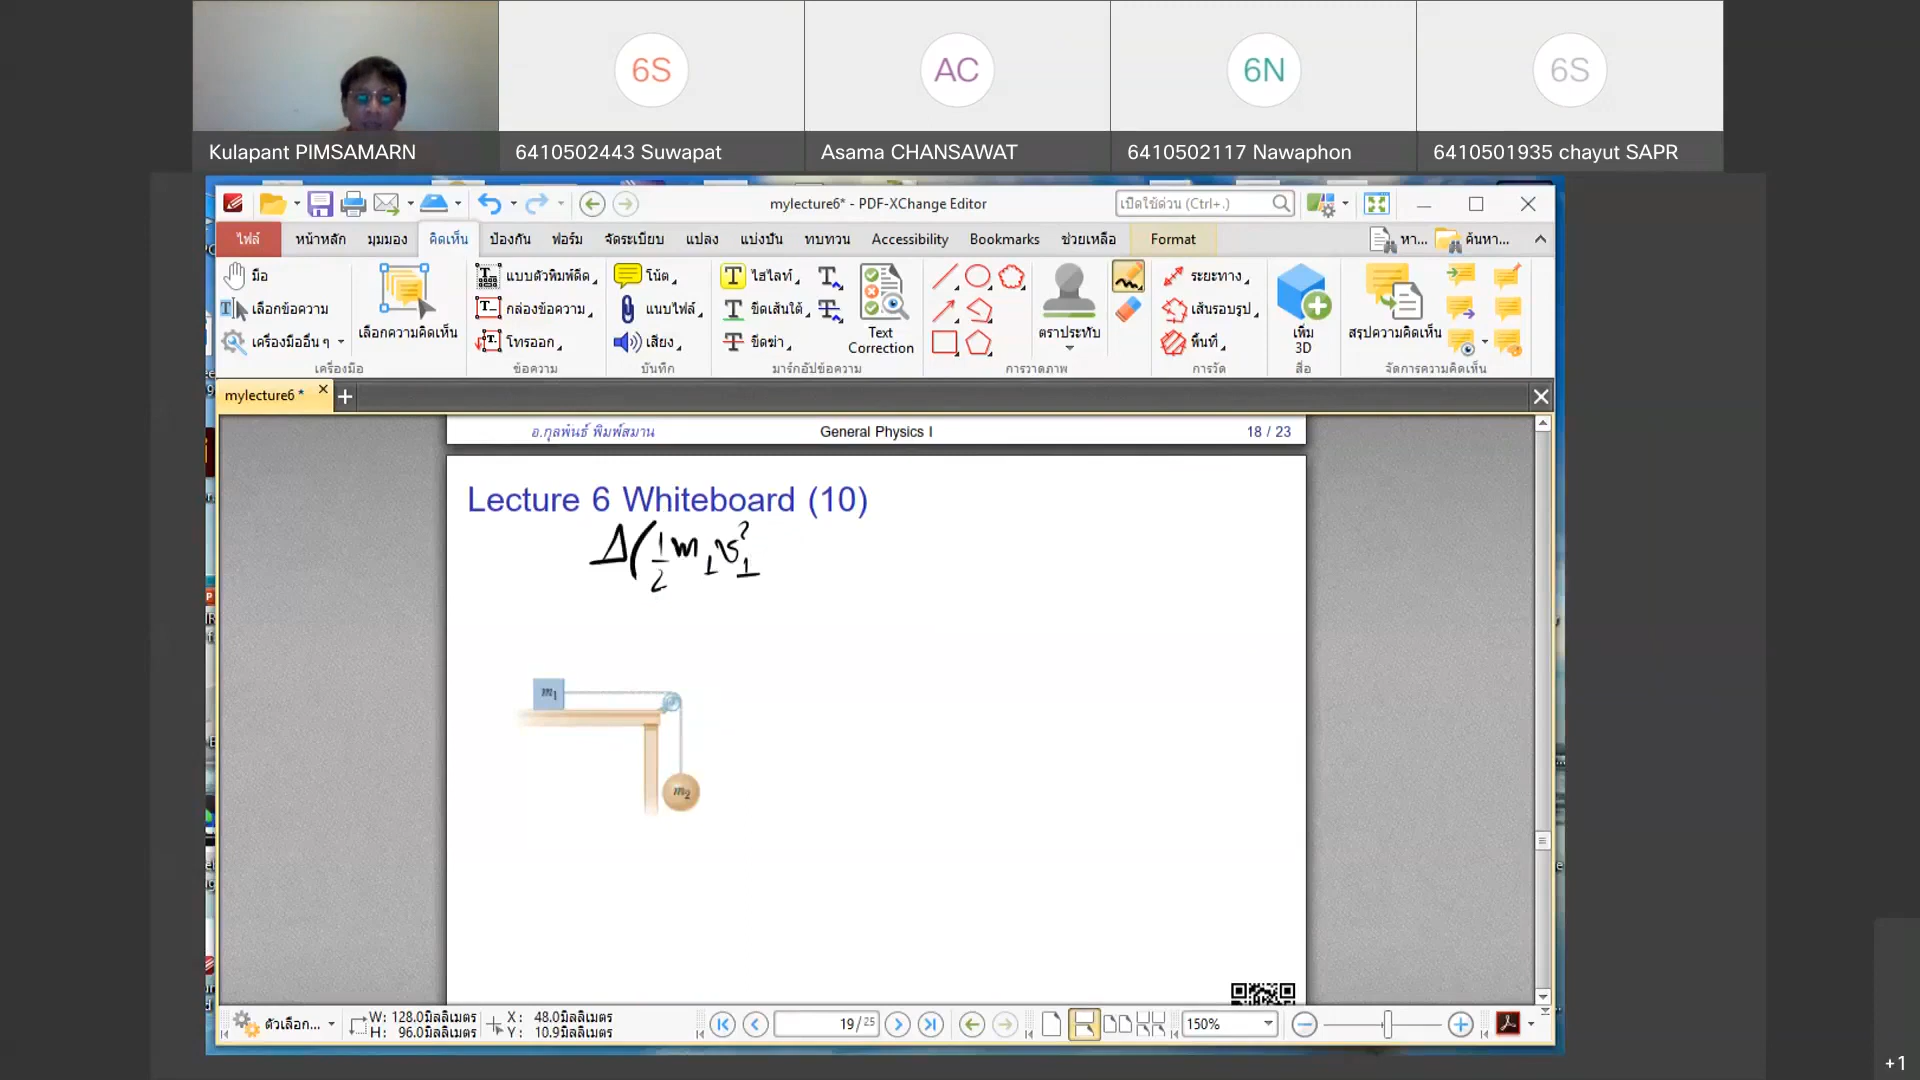 6S
AC
6N
6S
Kulapant PIMSAMARN
6410502443 Suwapat
Asama CHANSAWAT
6410502117 Nawaphon
6410501935 chayut SAPR
mylecture6* - PDF-XChange Editor
เปิดใช้ด่วน (Ctrl+.)
ไฟล์
หน้าหลัก
มุมมอง
คิดเห็น
ป้องกัน
ฟอร์ม
จัดระเบียบ
แปลง
แบ่งปัน
ทบทวน
Accessibility
Bookmarks
ช่วยเหลือ
Format
หา...
ค้นหา...
มือ
เลือกข้อความ
เครื่องมืออื่น ๆ
เลือกความคิดเห็น
แบบตัวพิมพ์ดีด
กล่องข้อความ
โทรออก
โน้ต
แนบไฟล์
เสียง
ไฮไลท์
ขีดเส้นใต้
ขีดฆ่า
Text
Correction
ตราประทับ
ระยะทาง
เส้นรอบรูป
พื้นที่
เพิ่ม
3D
สรุปความคิดเห็น
เครื่องมือ
ข้อความ
บันทึก
มาร์กอัปข้อความ
การวาดภาพ
การวัด
สื่อ
จัดการความคิดเห็น
mylecture6 *
อ.กุลพันธ์ พิมพ์สมาน
General Physics I
18 / 23
Lecture 6 Whiteboard (10)
Δ(½m₁v₁²
m₁
m₂
ตัวเลือก...
W: 128.0มิลลิเมตร
H: 96.0มิลลิเมตร
X: 48.0มิลลิเมตร
Y: 10.9มิลลิเมตร
19/25
150%
+1